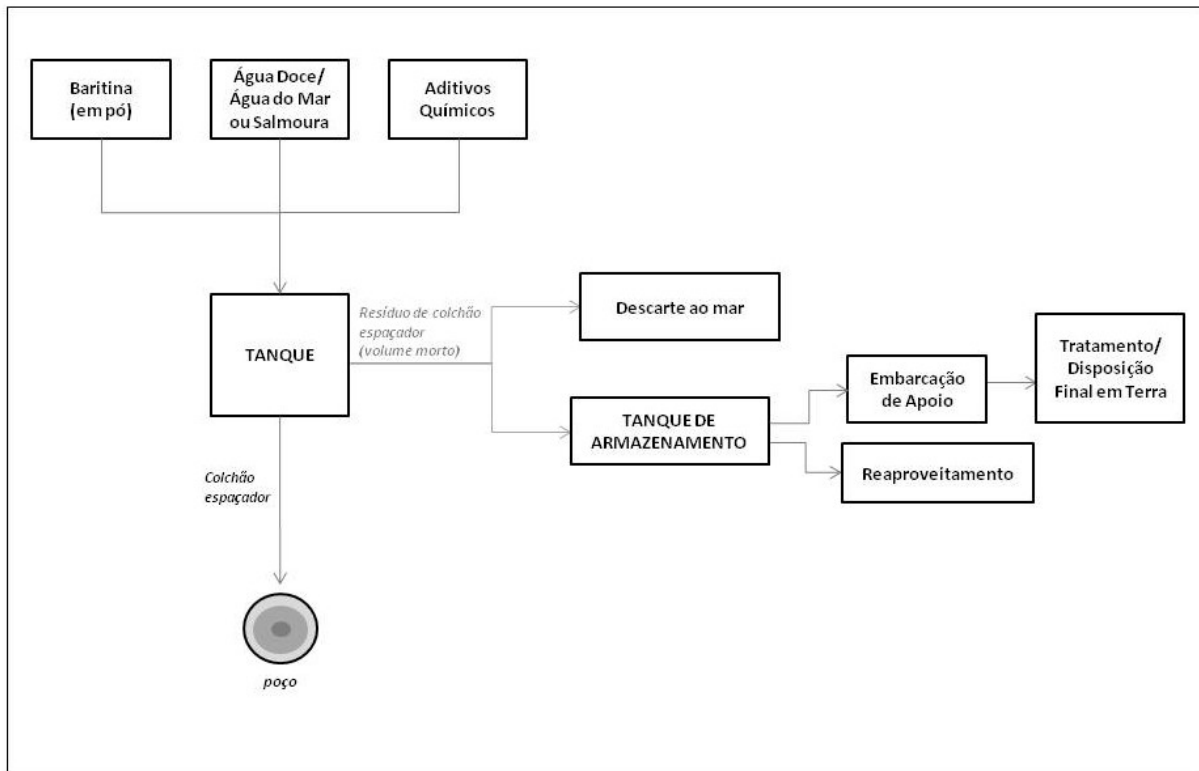 Baritina
(em pó)
Água Doce/
Água do Mar
ou Salmoura
Aditivos
Químicos
TANQUE
Resíduo de colchão
espaçador
(volume morto)
Descarte ao mar
TANQUE DE
ARMAZENAMENTO
Embarcação
de Apoio
Tratamento/
Disposição
Final em Terra
Reaproveitamento
Colchão
espaçador
poço